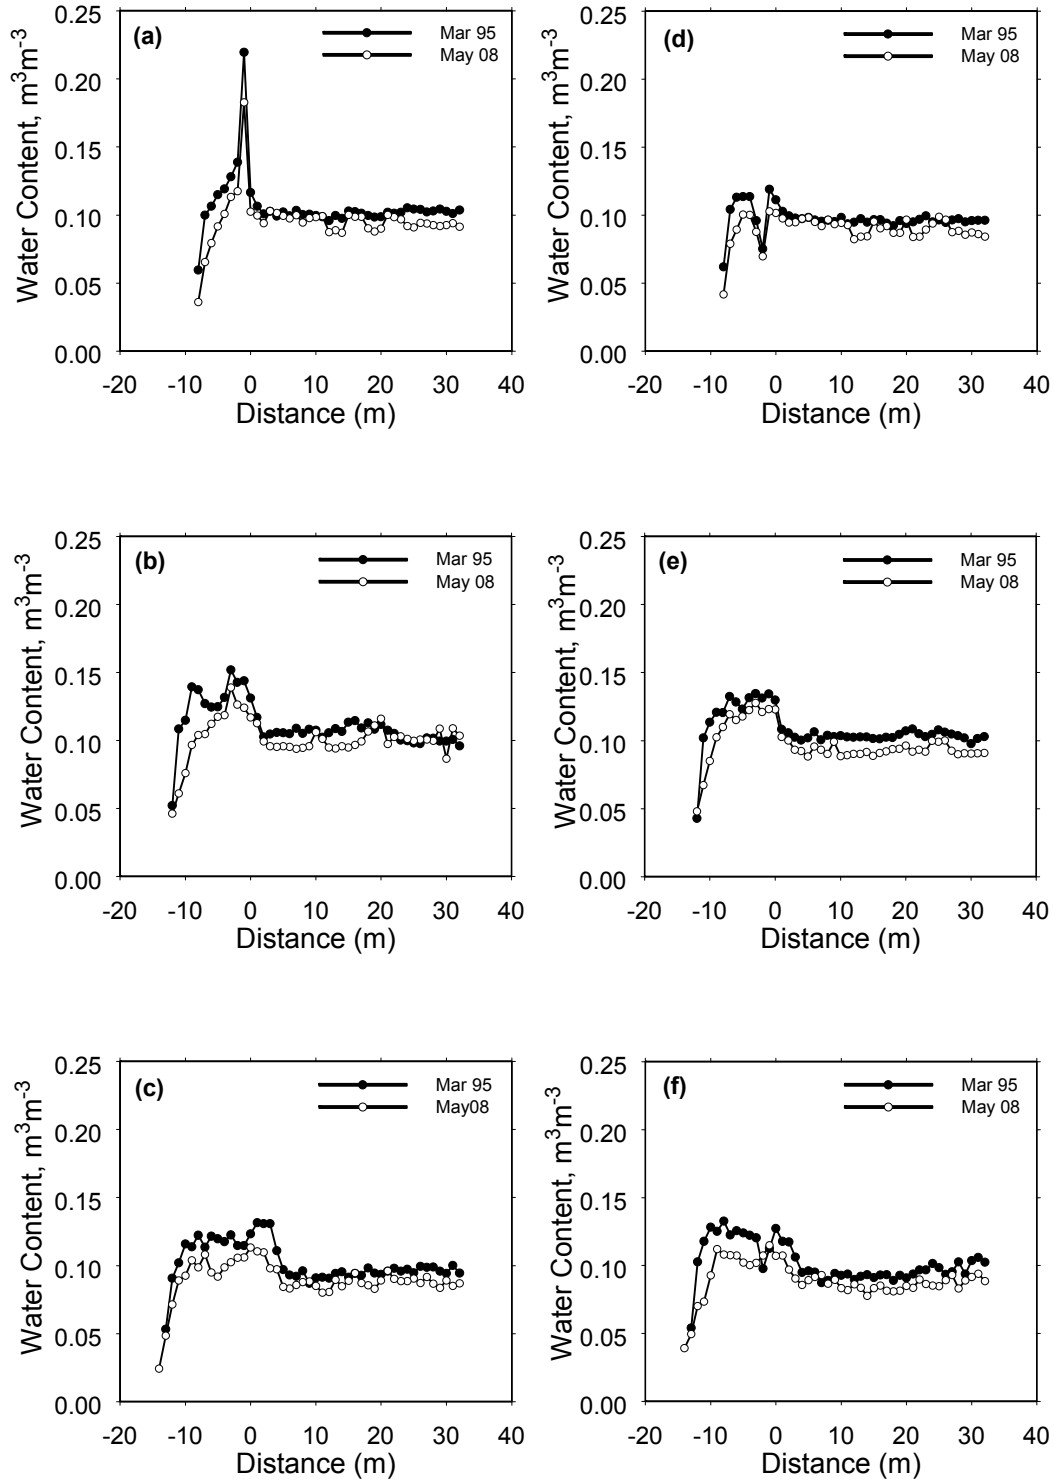 (a)
Mar 95
May 08
0.25
0.20
0.15
0.10
0.05
0.00
Water Content, m³m⁻³
-20 -10 0 10 20 30 40
Distance (m)
(d)
Mar 95
May 08
0.25
0.20
0.15
0.10
0.05
0.00
Water Content, m³m⁻³
-20 -10 0 10 20 30 40
Distance (m)
(b)
Mar 95
May 08
0.25
0.20
0.15
0.10
0.05
0.00
Water Content, m³m⁻³
-20 -10 0 10 20 30 40
Distance (m)
(e)
Mar 95
May 08
0.25
0.20
0.15
0.10
0.05
0.00
Water Content, m³m⁻³
-20 -10 0 10 20 30 40
Distance (m)
(c)
Mar 95
May08
0.25
0.20
0.15
0.10
0.05
0.00
Water Content, m³m⁻³
-20 -10 0 10 20 30 40
Distance (m)
(f)
Mar 95
May 08
0.25
0.20
0.15
0.10
0.05
0.00
Water Content, m³m⁻³
-20 -10 0 10 20 30 40
Distance (m)